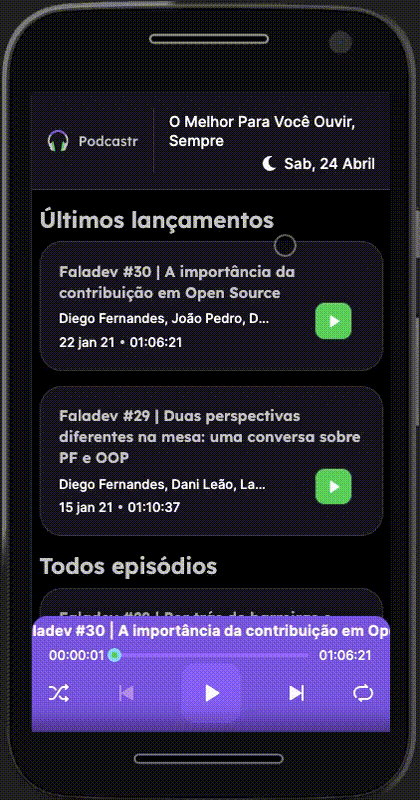 Podcastr
O Melhor Para Você Ouvir,
Sempre
Sab, 24 Abril
Últimos lançamentos
Faladev #30 | A importância da
contribuição em Open Source
Diego Fernandes, João Pedro, D...
22 jan 21 • 01:06:21
Faladev #29 | Duas perspectivas
diferentes na mesa: uma conversa sobre
PF e OOP
Diego Fernandes, Dani Leão, La...
15 jan 21 • 01:10:37
Todos episódios
ladev #30 | A importância da contribuição em Op
00:00:01
01:06:21